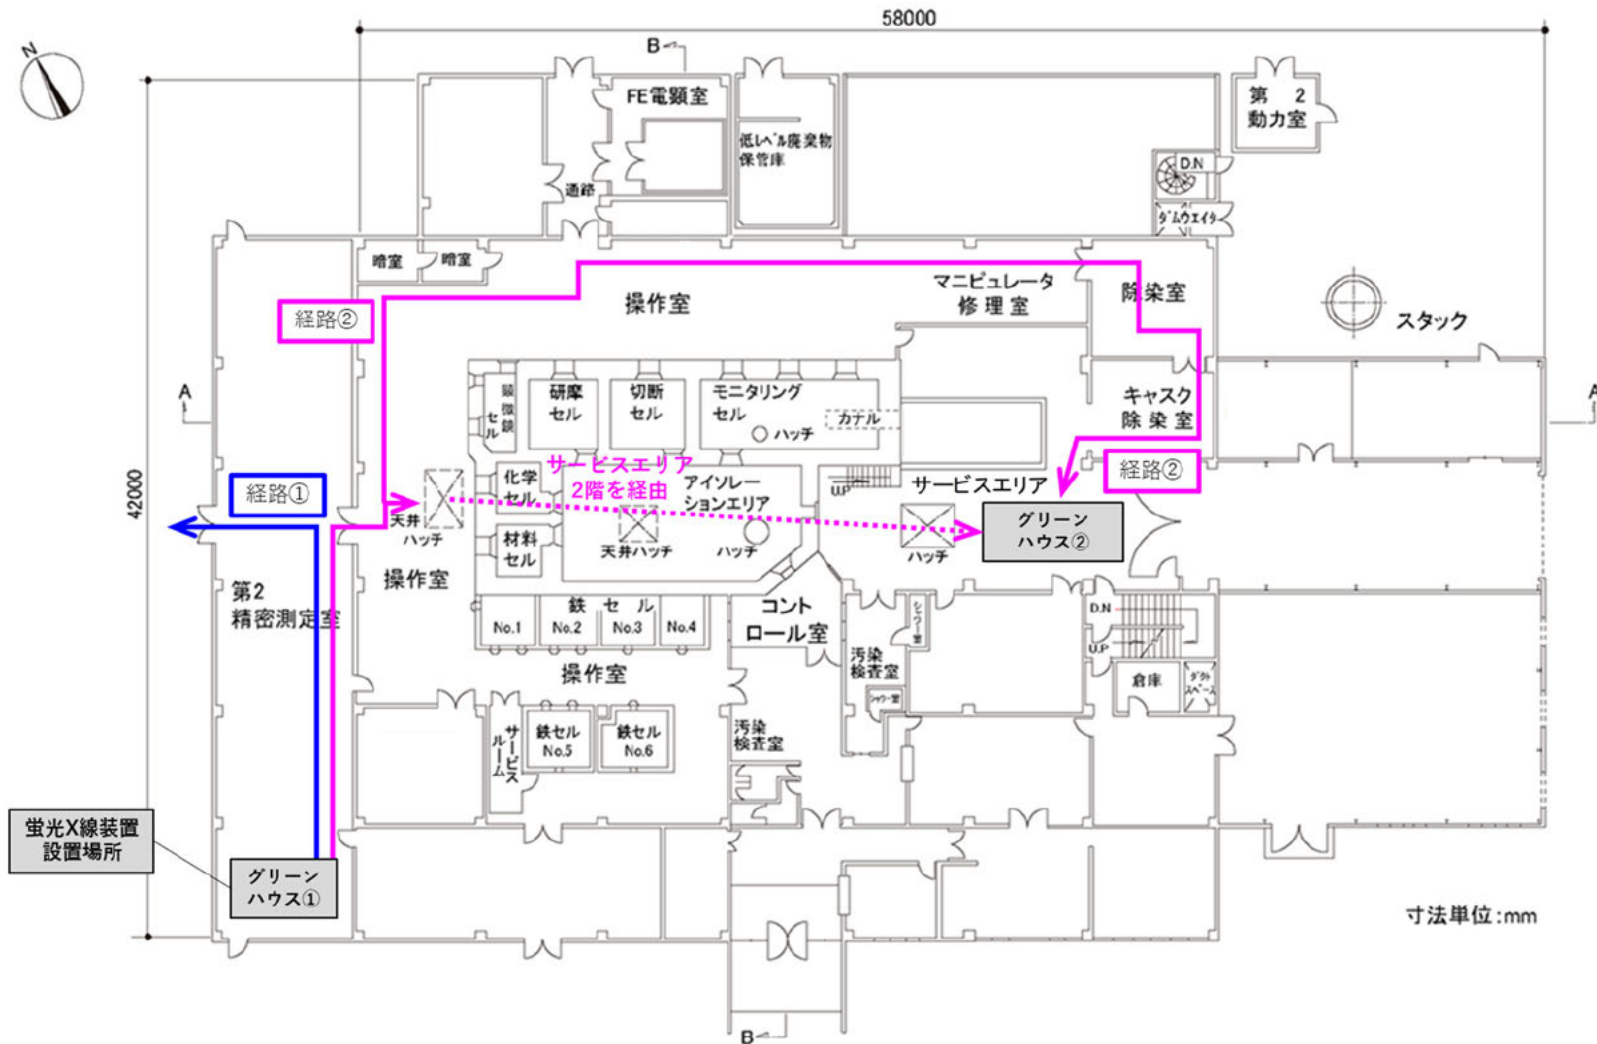 58000
N
B
FE電顕室
第 2
動力室
低レベル廃棄物
保管庫
D.N
通路
ダムウエイタ
暗室
暗室
マニピュレータ
修理室
除染室
操作室
経路②
スタック
A
A
顕微鏡
セル
研摩
セル
切断
セル
モニタリング
セル
カナル
ハッチ
キャスク
除染室
42000
経路①
化学
セル
サービスエリア
2階を経由
アイソレー
ションエリア
U.P
サービスエリア
経路②
天井
ハッチ
材料
セル
天井ハッチ
ハッチ
ハッチ
グリーン
ハウス②
操作室
第2
精密測定室
鉄セル
No.1
No.2
No.3
No.4
コント
ロール室
シャワー室
D.N
U.P
汚染
検査室
操作室
シャワー室
倉庫
ダクト
スペース
サービス
ルーム
鉄セル
No.5
鉄セル
No.6
汚染
検査室
蛍光X線装置
設置場所
グリーン
ハウス①
寸法単位:mm
B